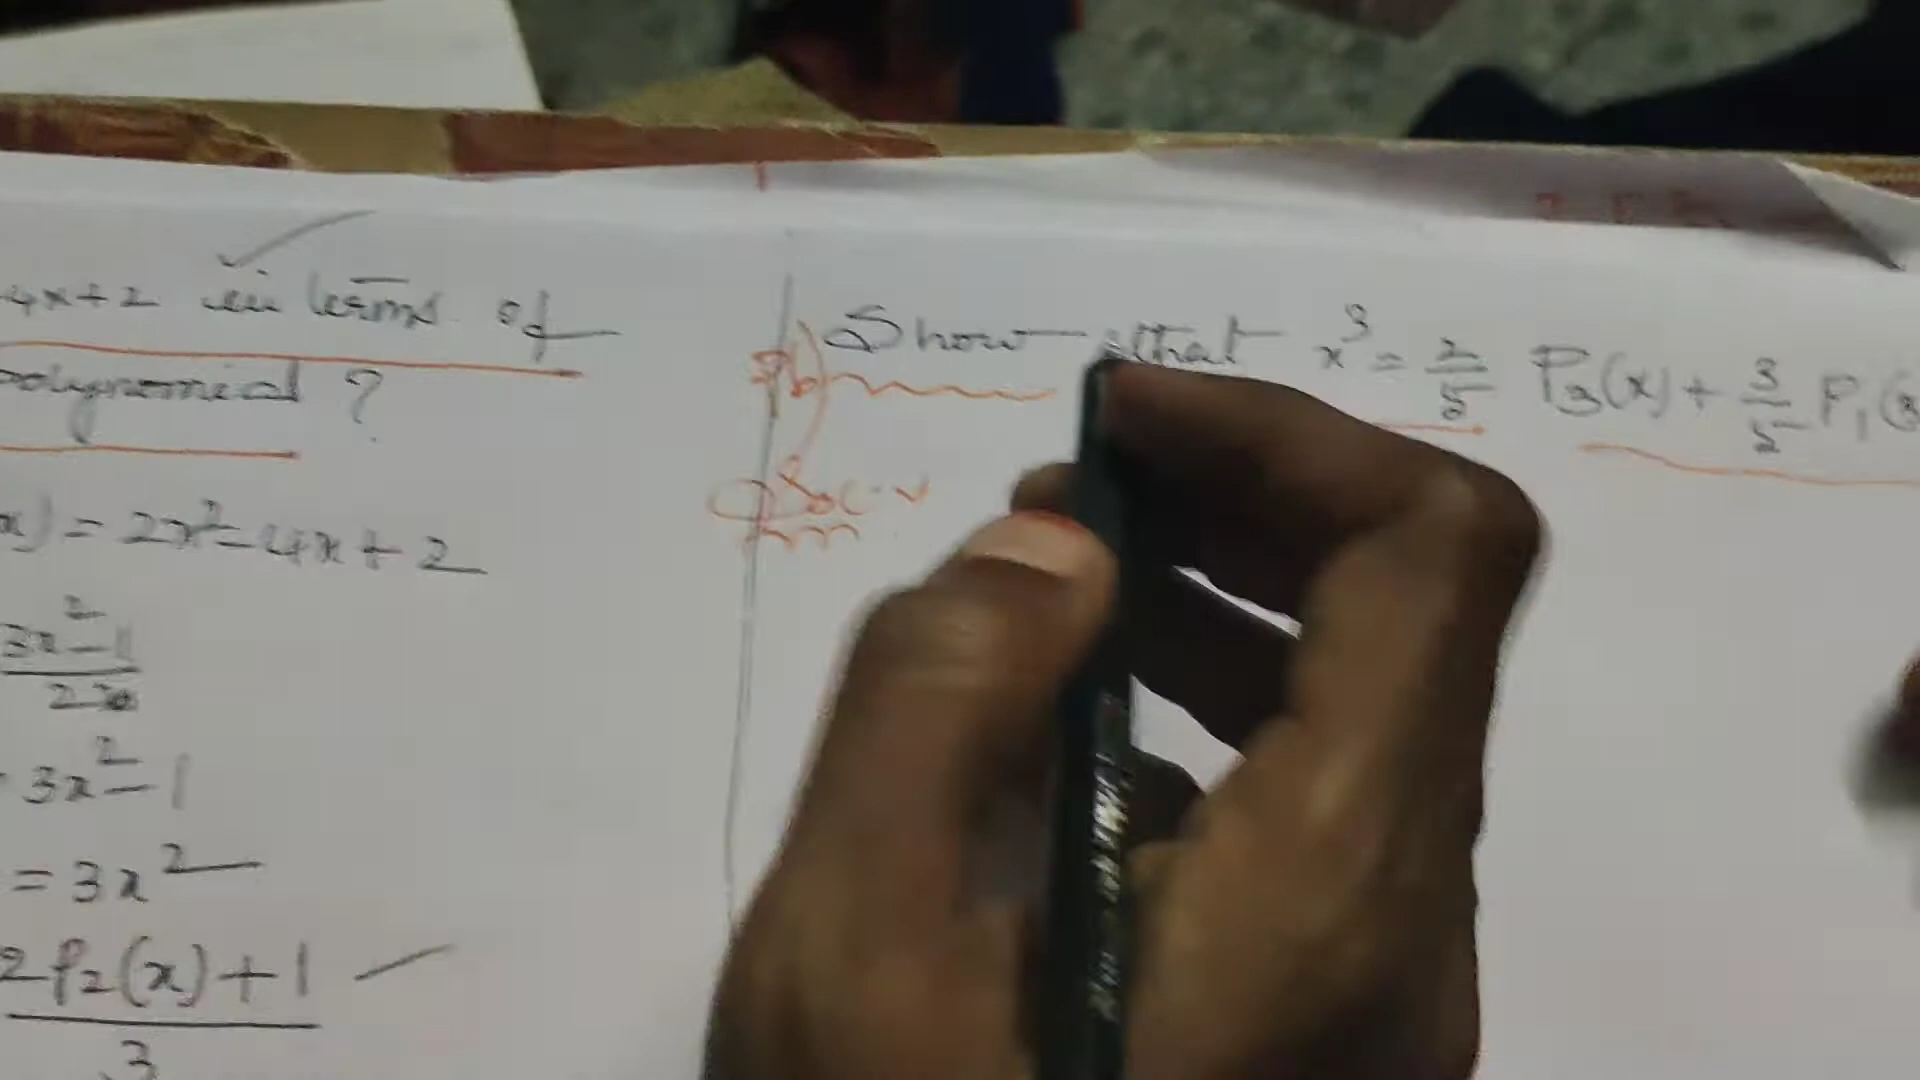 4x+2 in terms of
polynomial ?
x) = 2x²-4x+2
3x²-1
2
3x²-1
= 3x²
2P₂(x)+1
3
Show that x³ = 2/5 P₃(x) + 3/5 P₁(x